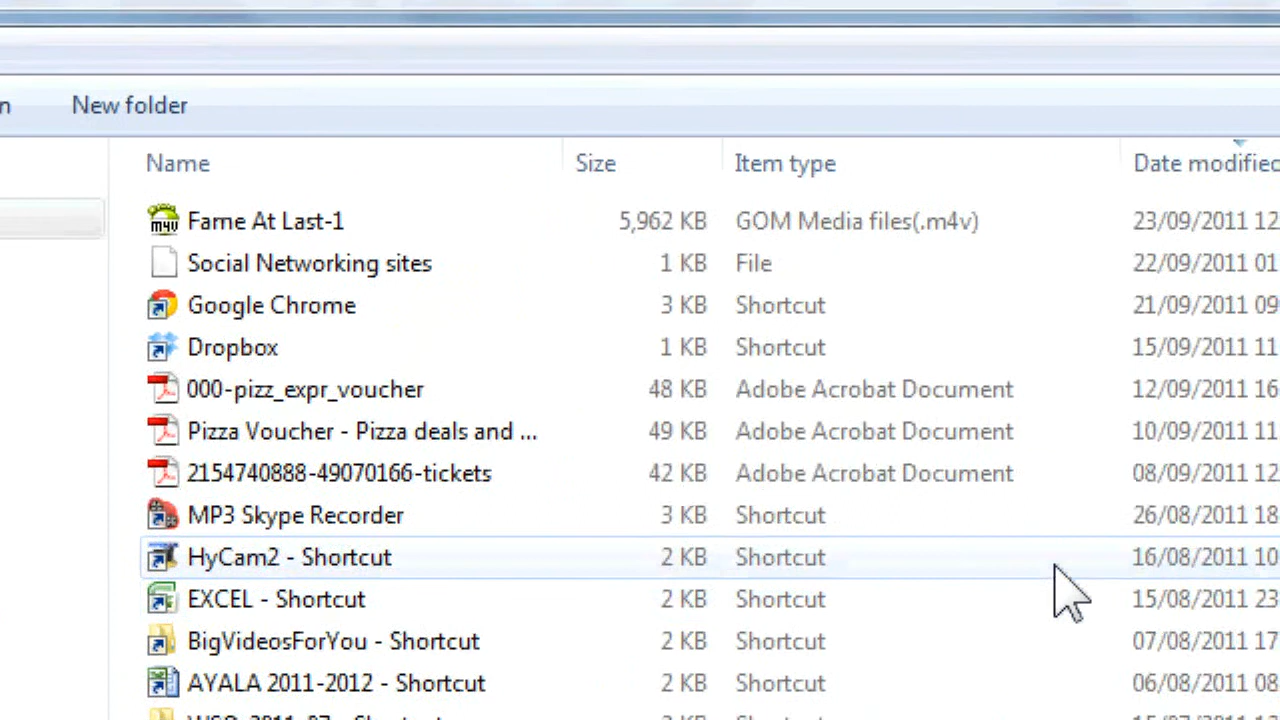 n New folder
Name Size Item type Date modified
m4v Fame At Last-1 5,962 KB GOM Media files(.m4v) 23/09/2011 12
Social Networking sites 1 KB File 22/09/2011 01
Google Chrome 3 KB Shortcut 21/09/2011 09
Dropbox 1 KB Shortcut 15/09/2011 11
000-pizz_expr_voucher 48 KB Adobe Acrobat Document 12/09/2011 16
Pizza Voucher - Pizza deals and ... 49 KB Adobe Acrobat Document 10/09/2011 11
2154740888-49070166-tickets 42 KB Adobe Acrobat Document 08/09/2011 12
MP3 Skype Recorder 3 KB Shortcut 26/08/2011 18
HyCam2 - Shortcut 2 KB Shortcut 16/08/2011 10
EXCEL - Shortcut 2 KB Shortcut 15/08/2011 23
BigVideosForYou - Shortcut 2 KB Shortcut 07/08/2011 17
AYALA 2011-2012 - Shortcut 2 KB Shortcut 06/08/2011 08